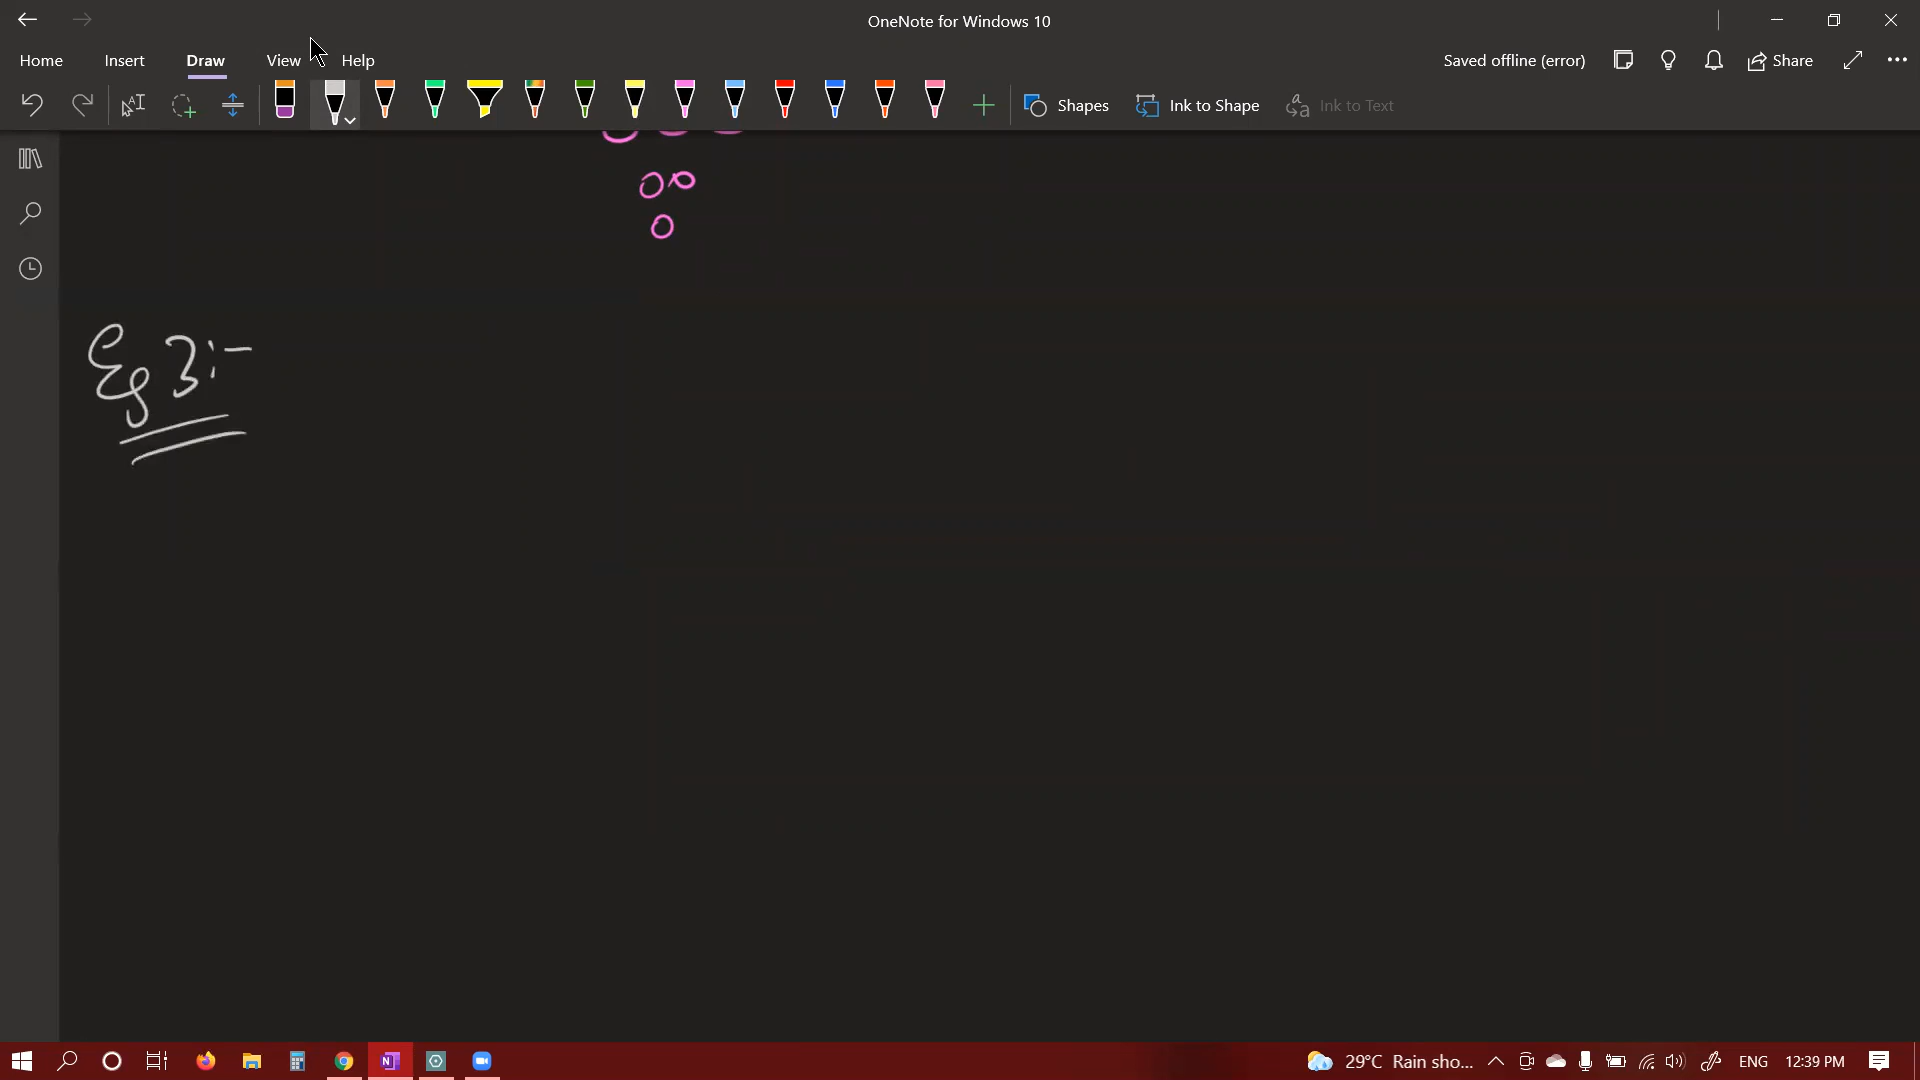 OneNote for Windows 10
Home Insert Draw View Help
Saved offline (error) Share
Shapes Ink to Shape Ink to Text
o o
o
Eg 3:-
29°C Rain sho... ENG 12:39 PM